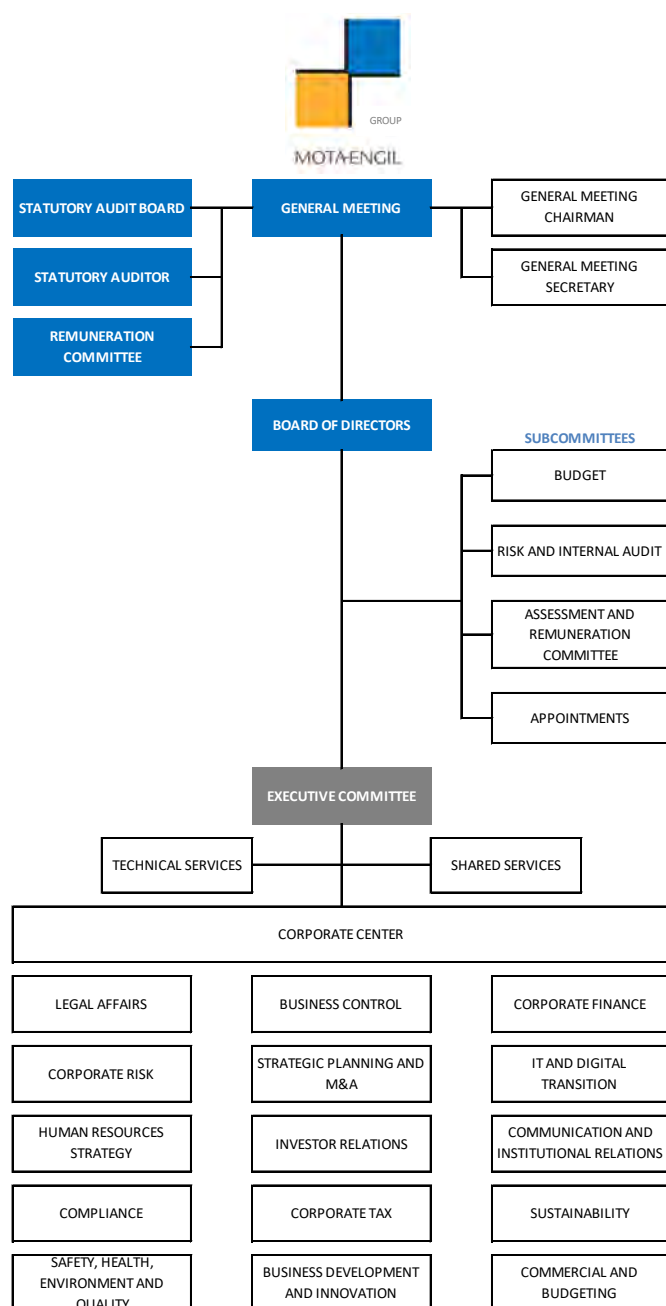 GROUP
MOTA-ENGIL
STATUTORY AUDIT BOARD
GENERAL MEETING
GENERAL MEETING
CHAIRMAN
STATUTORY AUDITOR
GENERAL MEETING
SECRETARY
REMUNERATION
COMMITTEE
BOARD OF DIRECTORS
SUBCOMMITTEES
BUDGET
RISK AND INTERNAL AUDIT
ASSESSMENT AND
REMUNERATION
COMMITTEE
APPOINTMENTS
EXECUTIVE COMMITTEE
TECHNICAL SERVICES
SHARED SERVICES
CORPORATE CENTER
LEGAL AFFAIRS
BUSINESS CONTROL
CORPORATE FINANCE
CORPORATE RISK
STRATEGIC PLANNING AND
M&A
IT AND DIGITAL
TRANSITION
HUMAN RESOURCES
STRATEGY
INVESTOR RELATIONS
COMMUNICATION AND
INSTITUTIONAL RELATIONS
COMPLIANCE
CORPORATE TAX
SUSTAINABILITY
SAFETY, HEALTH,
ENVIRONMENT AND
QUALITY
BUSINESS DEVELOPMENT
AND INNOVATION
COMMERCIAL AND
BUDGETING